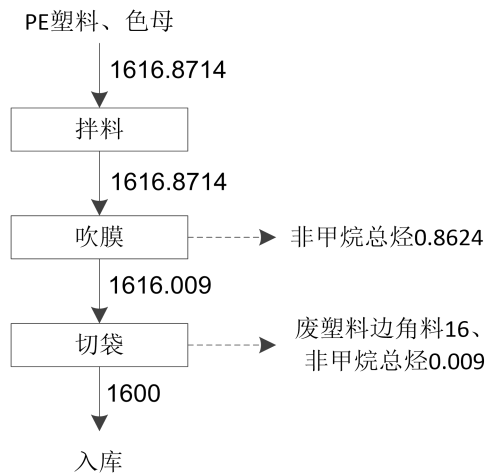 PE塑料、色母
1616.8714
拌料
1616.8714
吹膜
非甲烷总烃0.8624
1616.009
切袋
废塑料边角料16、
非甲烷总烃0.009
1600
入库